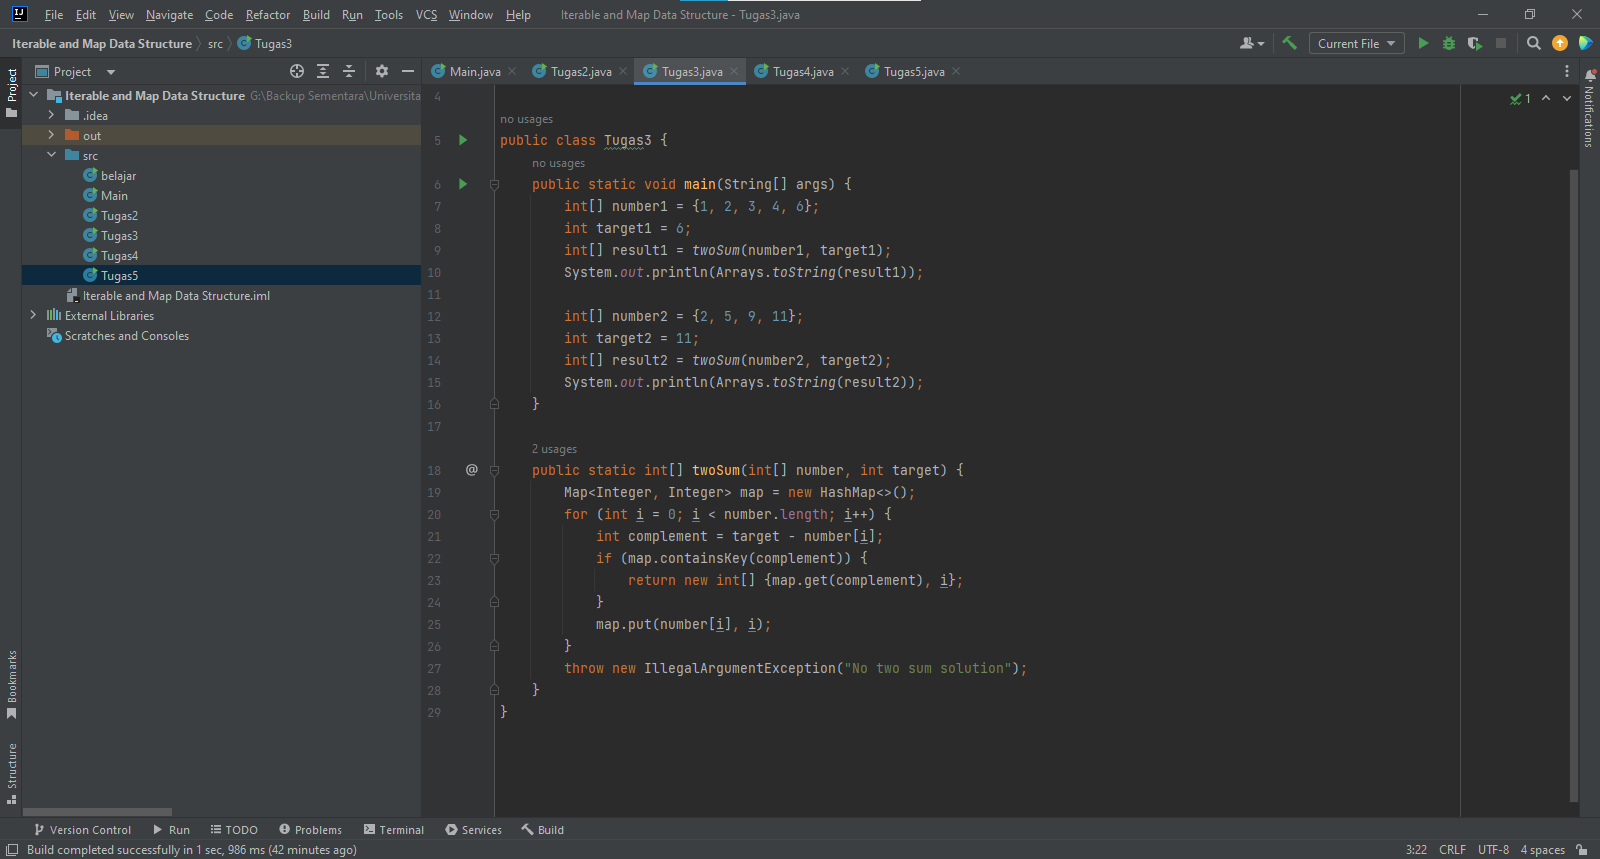 File Edit View Navigate Code Refactor Build Run Tools VCS Window Help Iterable and Map Data Structure - Tugas3.java
Iterable and Map Data Structure src Tugas3 Current File
Project
Main.java Tugas2.java Tugas3.java Tugas4.java Tugas5.java
Project
Iterable and Map Data Structure G:\Backup Sementara\Universita
.idea
out
src
belajar
Main
Tugas2
Tugas3
Tugas4
Tugas5
Iterable and Map Data Structure.iml
External Libraries
Scratches and Consoles
1
4
no usages
5 public class Tugas3 {
no usages
6 public static void main(String[] args) {
7 int[] number1 = {1, 2, 3, 4, 6};
8 int target1 = 6;
9 int[] result1 = twoSum(number1, target1);
10 System.out.println(Arrays.toString(result1));
11
12 int[] number2 = {2, 5, 9, 11};
13 int target2 = 11;
14 int[] result2 = twoSum(number2, target2);
15 System.out.println(Arrays.toString(result2));
16 }
17
2 usages
18 @ public static int[] twoSum(int[] number, int target) {
19 Map<Integer, Integer> map = new HashMap<>();
20 for (int i = 0; i < number.length; i++) {
21 int complement = target - number[i];
22 if (map.containsKey(complement)) {
23 return new int[] {map.get(complement), i};
24 }
25 map.put(number[i], i);
26 }
27 throw new IllegalArgumentException("No two sum solution");
28 }
29 }
Notifications
Bookmarks
Structure
Version Control Run TODO Problems Terminal Services Build
Build completed successfully in 1 sec, 986 ms (42 minutes ago) 3:22 CRLF UTF-8 4 spaces